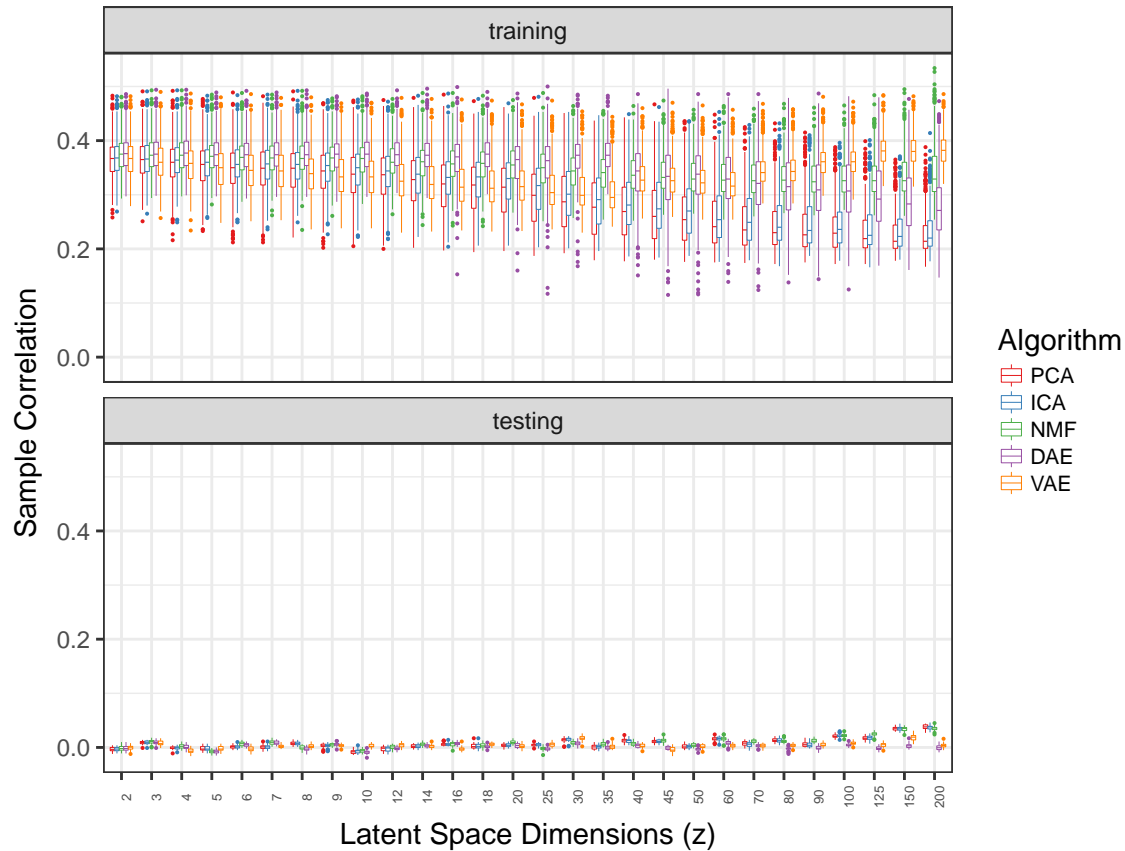 training
0.4
0.2
0.0
Sample Correlation
testing
0.4
0.2
0.0
2 3 4 5 6 7 8 9 10 12 14 16 18 20 25 30 35 40 45 50 60 70 80 90 100 125 150 200
Latent Space Dimensions (z)
Algorithm
PCA
ICA
NMF
DAE
VAE